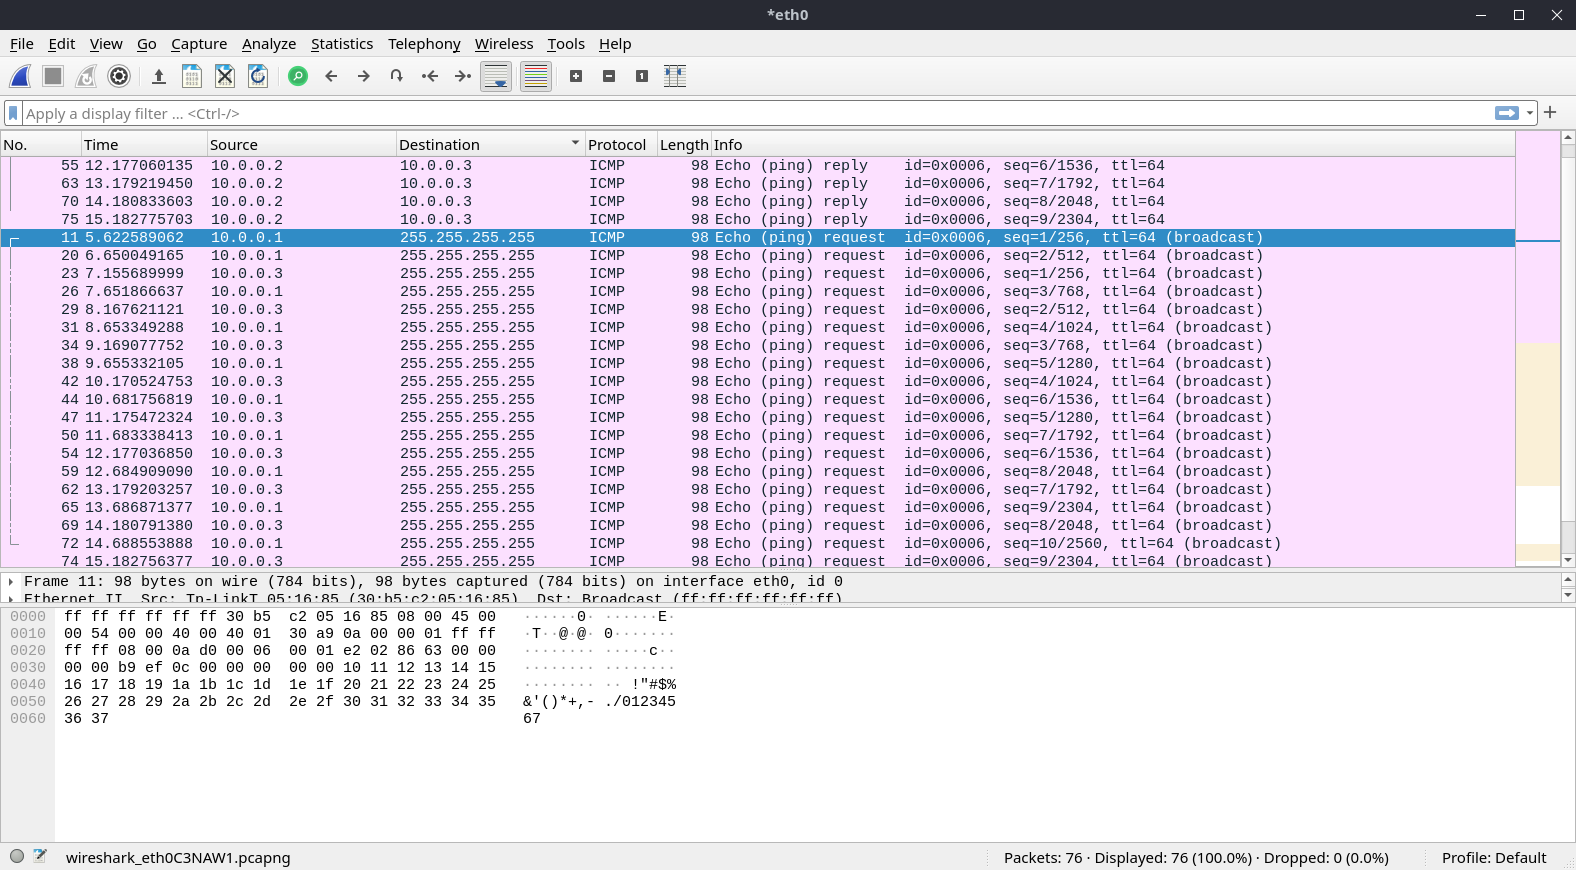 *eth0
File Edit View Go Capture Analyze Statistics Telephony Wireless Tools Help
Apply a display filter ... <Ctrl-/>
No. Time Source Destination Protocol Length Info
55 12.177060135 10.0.0.2 10.0.0.3 ICMP 98 Echo (ping) reply id=0x0006, seq=6/1536, ttl=64
63 13.179219450 10.0.0.2 10.0.0.3 ICMP 98 Echo (ping) reply id=0x0006, seq=7/1792, ttl=64
70 14.180833603 10.0.0.2 10.0.0.3 ICMP 98 Echo (ping) reply id=0x0006, seq=8/2048, ttl=64
75 15.182775703 10.0.0.2 10.0.0.3 ICMP 98 Echo (ping) reply id=0x0006, seq=9/2304, ttl=64
11 5.622589062 10.0.0.1 255.255.255.255 ICMP 98 Echo (ping) request id=0x0006, seq=1/256, ttl=64 (broadcast)
20 6.650049165 10.0.0.1 255.255.255.255 ICMP 98 Echo (ping) request id=0x0006, seq=2/512, ttl=64 (broadcast)
23 7.155689999 10.0.0.3 255.255.255.255 ICMP 98 Echo (ping) request id=0x0006, seq=1/256, ttl=64 (broadcast)
26 7.651866637 10.0.0.1 255.255.255.255 ICMP 98 Echo (ping) request id=0x0006, seq=3/768, ttl=64 (broadcast)
29 8.167621121 10.0.0.3 255.255.255.255 ICMP 98 Echo (ping) request id=0x0006, seq=2/512, ttl=64 (broadcast)
31 8.653349288 10.0.0.1 255.255.255.255 ICMP 98 Echo (ping) request id=0x0006, seq=4/1024, ttl=64 (broadcast)
34 9.169077752 10.0.0.3 255.255.255.255 ICMP 98 Echo (ping) request id=0x0006, seq=3/768, ttl=64 (broadcast)
38 9.655332105 10.0.0.1 255.255.255.255 ICMP 98 Echo (ping) request id=0x0006, seq=5/1280, ttl=64 (broadcast)
42 10.170524753 10.0.0.3 255.255.255.255 ICMP 98 Echo (ping) request id=0x0006, seq=4/1024, ttl=64 (broadcast)
44 10.681756819 10.0.0.1 255.255.255.255 ICMP 98 Echo (ping) request id=0x0006, seq=6/1536, ttl=64 (broadcast)
47 11.175472324 10.0.0.3 255.255.255.255 ICMP 98 Echo (ping) request id=0x0006, seq=5/1280, ttl=64 (broadcast)
50 11.683338413 10.0.0.1 255.255.255.255 ICMP 98 Echo (ping) request id=0x0006, seq=7/1792, ttl=64 (broadcast)
54 12.177036850 10.0.0.3 255.255.255.255 ICMP 98 Echo (ping) request id=0x0006, seq=6/1536, ttl=64 (broadcast)
59 12.684909090 10.0.0.1 255.255.255.255 ICMP 98 Echo (ping) request id=0x0006, seq=8/2048, ttl=64 (broadcast)
62 13.179203257 10.0.0.3 255.255.255.255 ICMP 98 Echo (ping) request id=0x0006, seq=7/1792, ttl=64 (broadcast)
65 13.686871377 10.0.0.1 255.255.255.255 ICMP 98 Echo (ping) request id=0x0006, seq=9/2304, ttl=64 (broadcast)
69 14.180791380 10.0.0.3 255.255.255.255 ICMP 98 Echo (ping) request id=0x0006, seq=8/2048, ttl=64 (broadcast)
72 14.688553888 10.0.0.1 255.255.255.255 ICMP 98 Echo (ping) request id=0x0006, seq=10/2560, ttl=64 (broadcast)
74 15.182756377 10.0.0.3 255.255.255.255 ICMP 98 Echo (ping) request id=0x0006, seq=9/2304, ttl=64 (broadcast)
Frame 11: 98 bytes on wire (784 bits), 98 bytes captured (784 bits) on interface eth0, id 0
Ethernet II, Src: Tp-LinkT_05:16:85 (30:b5:c2:05:16:85), Dst: Broadcast (ff:ff:ff:ff:ff:ff)
0000 ff ff ff ff ff ff 30 b5 c2 05 16 85 08 00 45 00 ······0· ······E·
0010 00 54 00 00 40 00 40 01 30 a9 0a 00 00 01 ff ff ·T··@·@· 0·······
0020 ff ff 08 00 0a d0 00 06 00 01 e2 02 86 63 00 00 ········ ·····c··
0030 00 00 b9 ef 0c 00 00 00 00 00 10 11 12 13 14 15 ········ ········
0040 16 17 18 19 1a 1b 1c 1d 1e 1f 20 21 22 23 24 25 ········ ·· !"#$%
0050 26 27 28 29 2a 2b 2c 2d 2e 2f 30 31 32 33 34 35 &'()*+,- ./012345
0060 36 37 67
wireshark_eth0C3NAW1.pcapng Packets: 76 · Displayed: 76 (100.0%) · Dropped: 0 (0.0%) Profile: Default